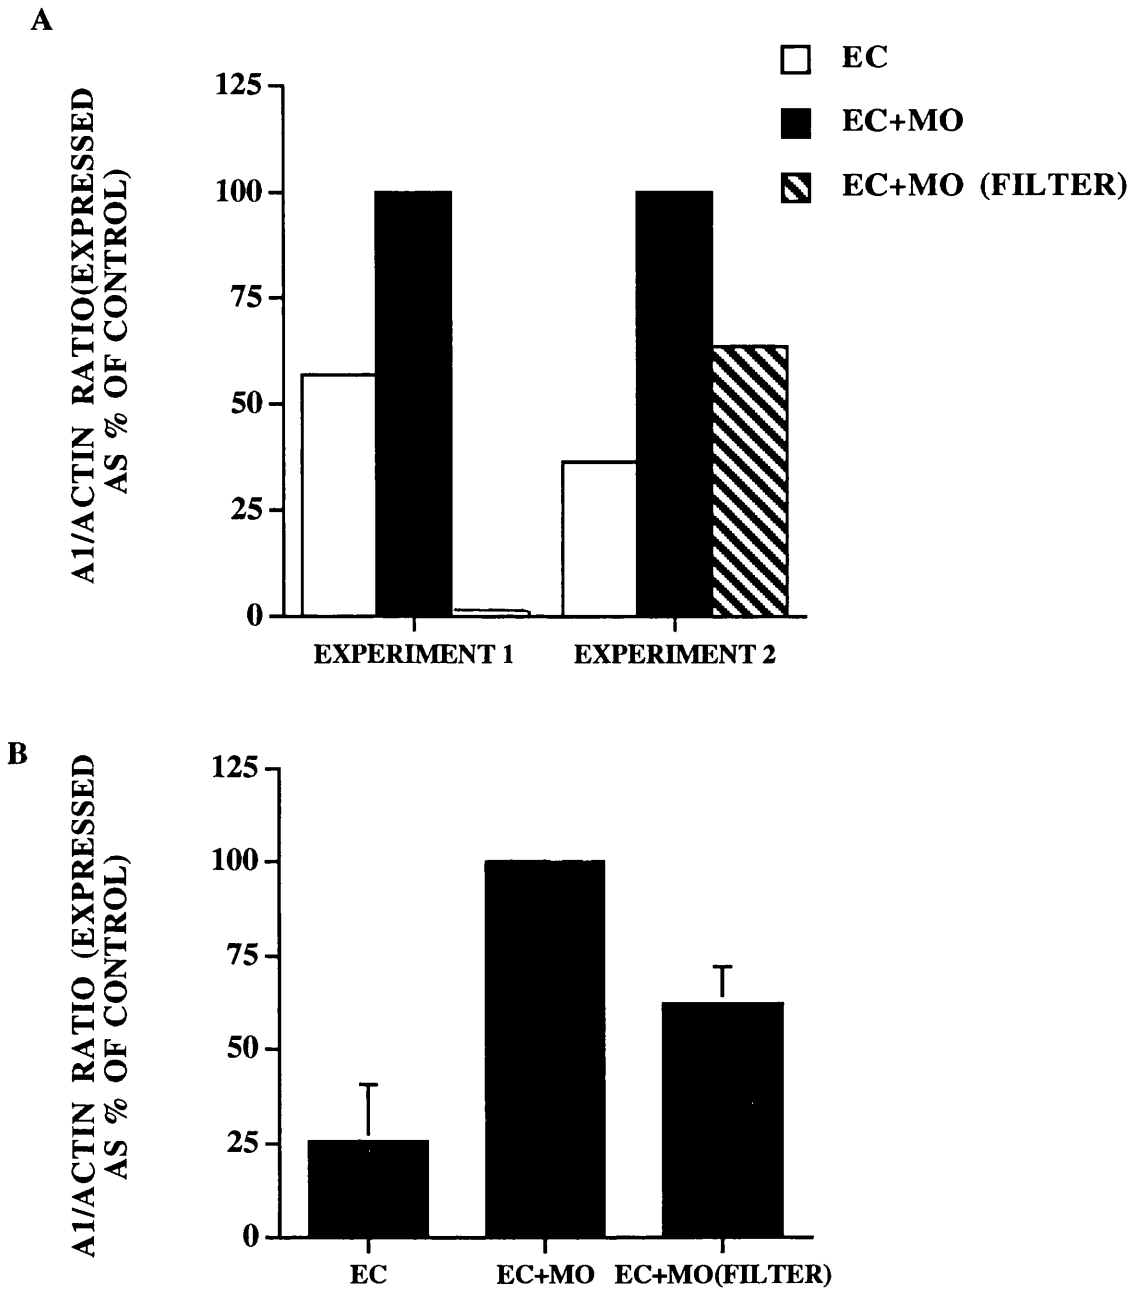 A
EC
EC+MO
EC+MO (FILTER)
A1/ACTIN RATIO(EXPRESSED
AS % OF CONTROL)
125
100
75
50
25
0
EXPERIMENT 1
EXPERIMENT 2
B
A1/ACTIN RATIO (EXPRESSED
AS % OF CONTROL)
125
100
75
50
25
0
EC
EC+MO
EC+MO(FILTER)